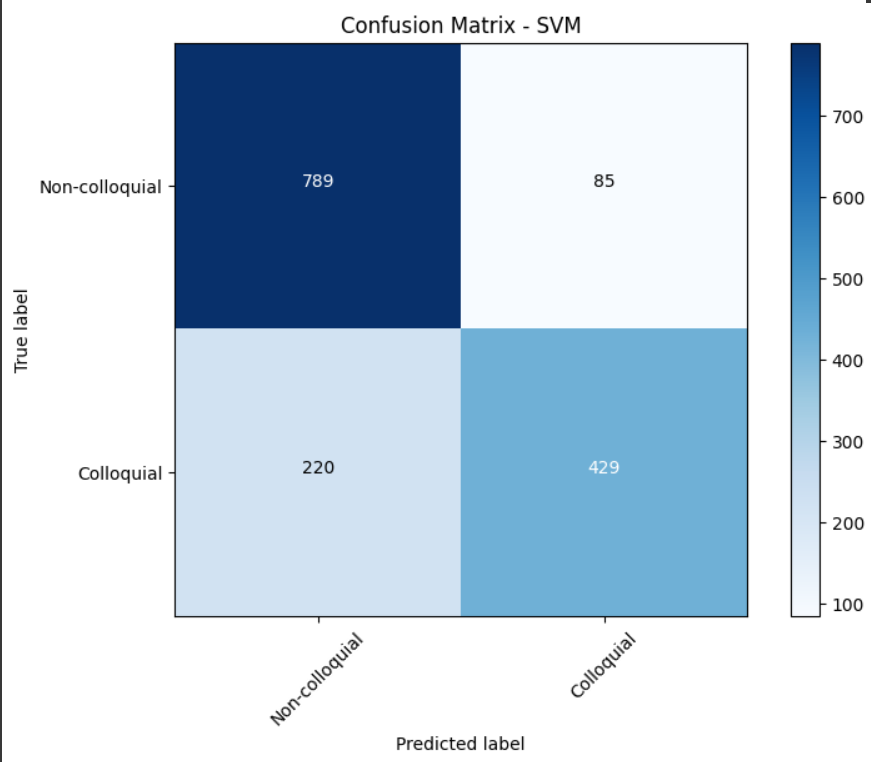 Confusion Matrix - SVM
Non-colloquial
789
85
Colloquial
220
429
Non-colloquial
Colloquial
Predicted label
True label
700
600
500
400
300
200
100